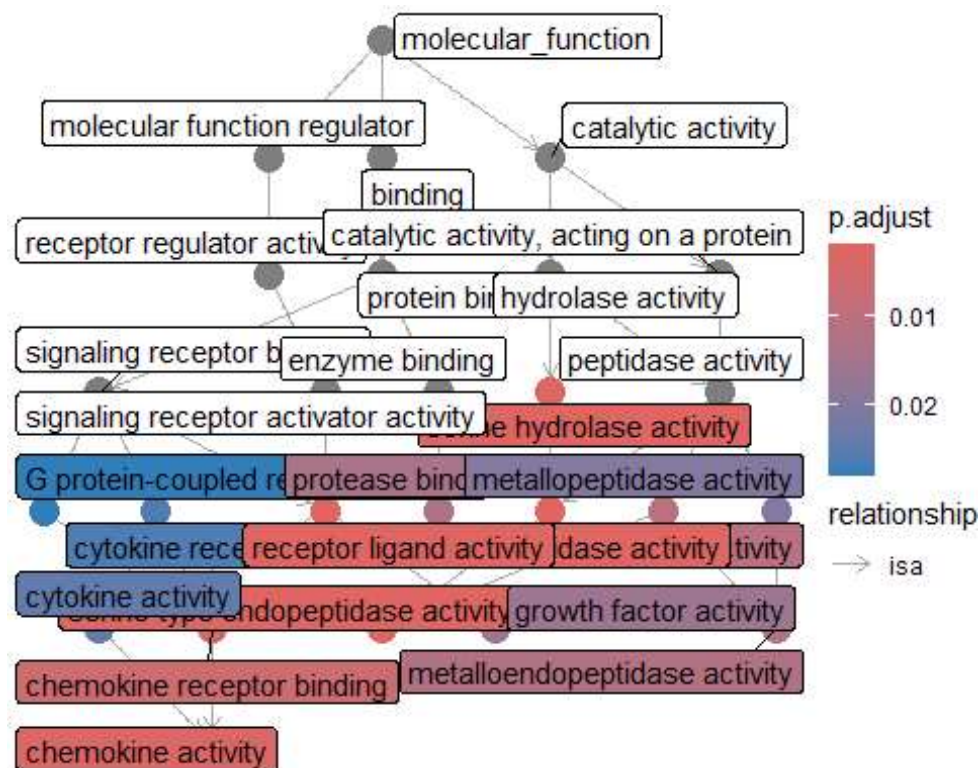 molecular_function
molecular function regulator
catalytic activity
binding
receptor regulator activ
catalytic activity, acting on a protein
protein bi
hydrolase activity
signaling receptor b
enzyme binding
peptidase activity
signaling receptor activator activity
hydrolase activity
G protein-coupled re
protease bin
metallopeptidase activity
cytokine rece
receptor ligand activity
dase activity
tivity
cytokine activity
endopeptidase activity
growth factor activity
chemokine receptor binding
metalloendopeptidase activity
chemokine activity
p.adjust
0.01
0.02
relationship
isa